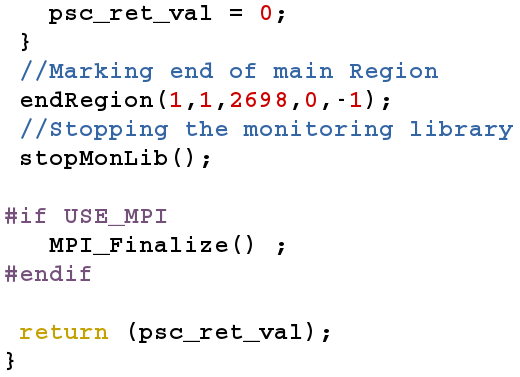 psc_ret_val = 0;
}
//Marking end of main Region
endRegion(1,1,2698,0,-1);
//Stopping the monitoring library
stopMonLib();
#if USE_MPI
MPI_Finalize() ;
#endif
return (psc_ret_val);
}